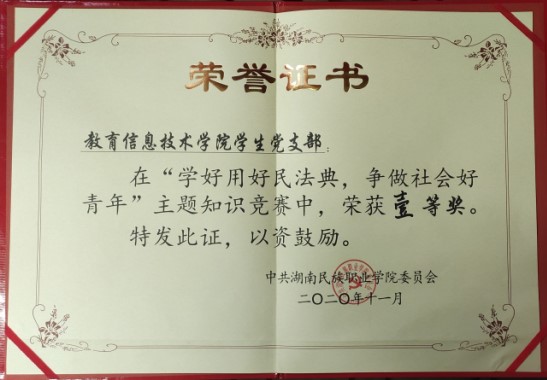 荣誉证书
教育信息技术学院学生党支部：
在“学好用好民法典，争做社会好
青年”主题知识竞赛中，荣获壹等奖。
特发此证，以资鼓励。
中共湖南民族职业学院委员会
二〇二〇年十一月